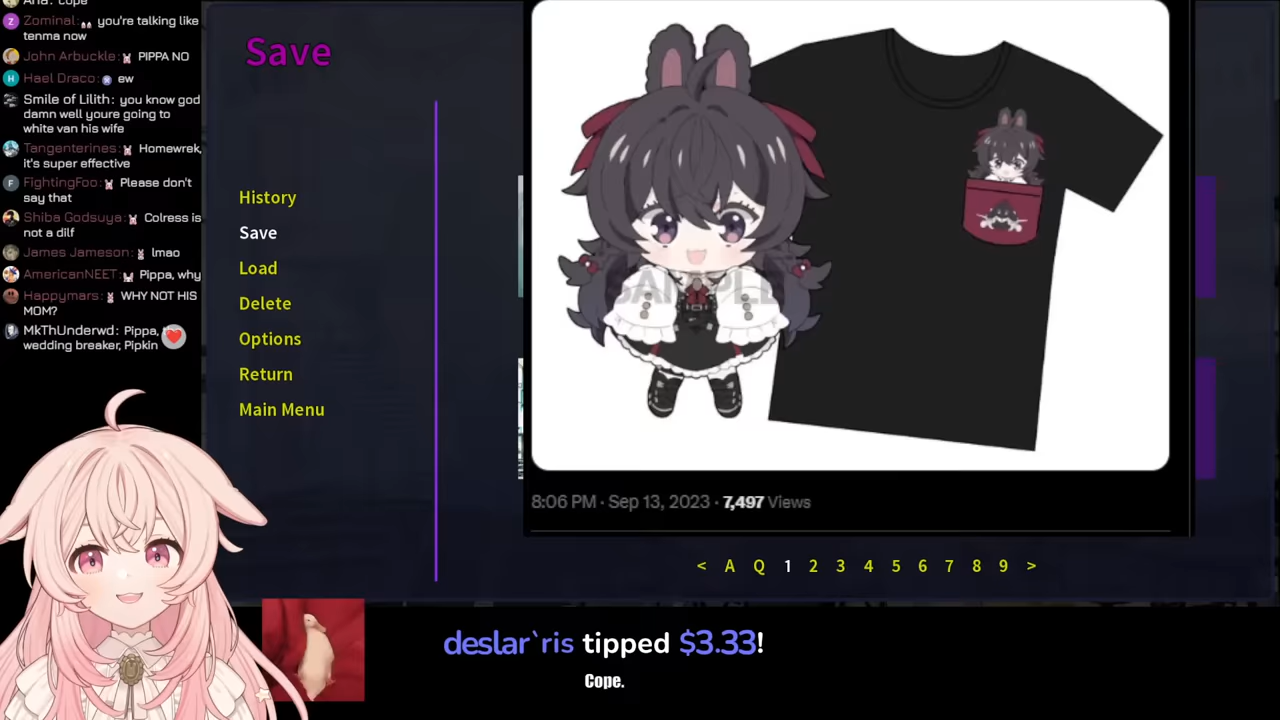 Zominal: you're talking like
tenma now
John Arbuckle: PIPPA NO
Hael Draco: ew
Smile of Lilith: you know god
damn well youre going to
white van his wife
Tangenterines: Homewrek,
it's super effective
FightingFoo: Please don't
say that
Shiba Godsuya: Colress is
not a dilf
James Jameson: lmao
AmericanNEET: Pippa, why
Happymars: WHY NOT HIS
MOM?
MkThUnderwd: Pippa,
wedding breaker, Pipkin
Save
History
Save
Load
Delete
Options
Return
Main Menu
SAMPLE
8:06 PM · Sep 13, 2023 · 7,497 Views
< A Q 1 2 3 4 5 6 7 8 9 >
deslar`ris tipped $3.33!
Cope.